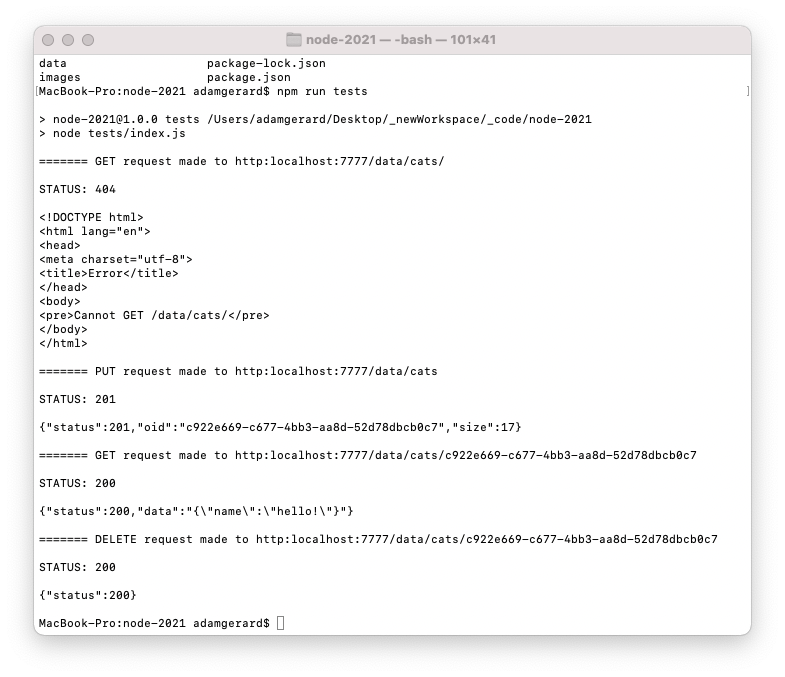 node-2021 — -bash — 101×41
data                        package-lock.json
images                      package.json
[MacBook-Pro:node-2021 adamgerard$ npm run tests ]
> node-2021@1.0.0 tests /Users/adamgerard/Desktop/_newWorkspace/_code/node-2021
> node tests/index.js
======= GET request made to http:localhost:7777/data/cats/
STATUS: 404
<!DOCTYPE html>
<html lang="en">
<head>
<meta charset="utf-8">
<title>Error</title>
</head>
<body>
<pre>Cannot GET /data/cats/</pre>
</body>
</html>
======= PUT request made to http:localhost:7777/data/cats
STATUS: 201
{"status":201,"oid":"c922e669-c677-4bb3-aa8d-52d78dbcb0c7","size":17}
======= GET request made to http:localhost:7777/data/cats/c922e669-c677-4bb3-aa8d-52d78dbcb0c7
STATUS: 200
{"status":200,"data":"{\"name\":\"hello!\"}"}
======= DELETE request made to http:localhost:7777/data/cats/c922e669-c677-4bb3-aa8d-52d78dbcb0c7
STATUS: 200
{"status":200}
MacBook-Pro:node-2021 adamgerard$